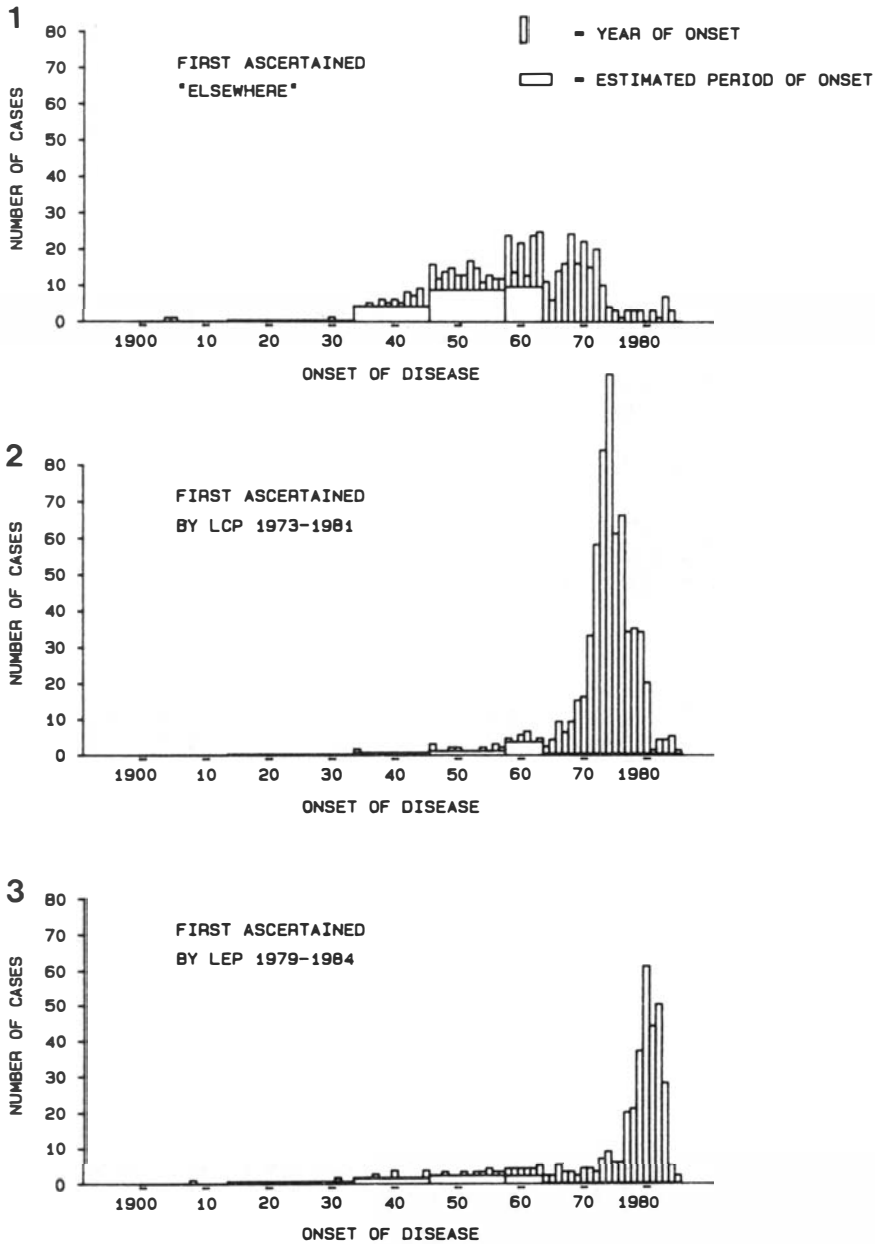 1
80
70
60
50
40
30
20
10
0
NUMBER OF CASES
FIRST ASCERTAINED
"ELSEWHERE"
- YEAR OF ONSET
- ESTIMATED PERIOD OF ONSET
1900 10 20 30 40 50 60 70 1980
ONSET OF DISEASE
2
80
70
60
50
40
30
20
10
0
NUMBER OF CASES
FIRST ASCERTAINED
BY LCP 1973-1981
1900 10 20 30 40 50 60 70 1980
ONSET OF DISEASE
3
80
70
60
50
40
30
20
10
0
NUMBER OF CASES
FIRST ASCERTAINED
BY LEP 1979-1984
1900 10 20 30 40 50 60 70 1980
ONSET OF DISEASE